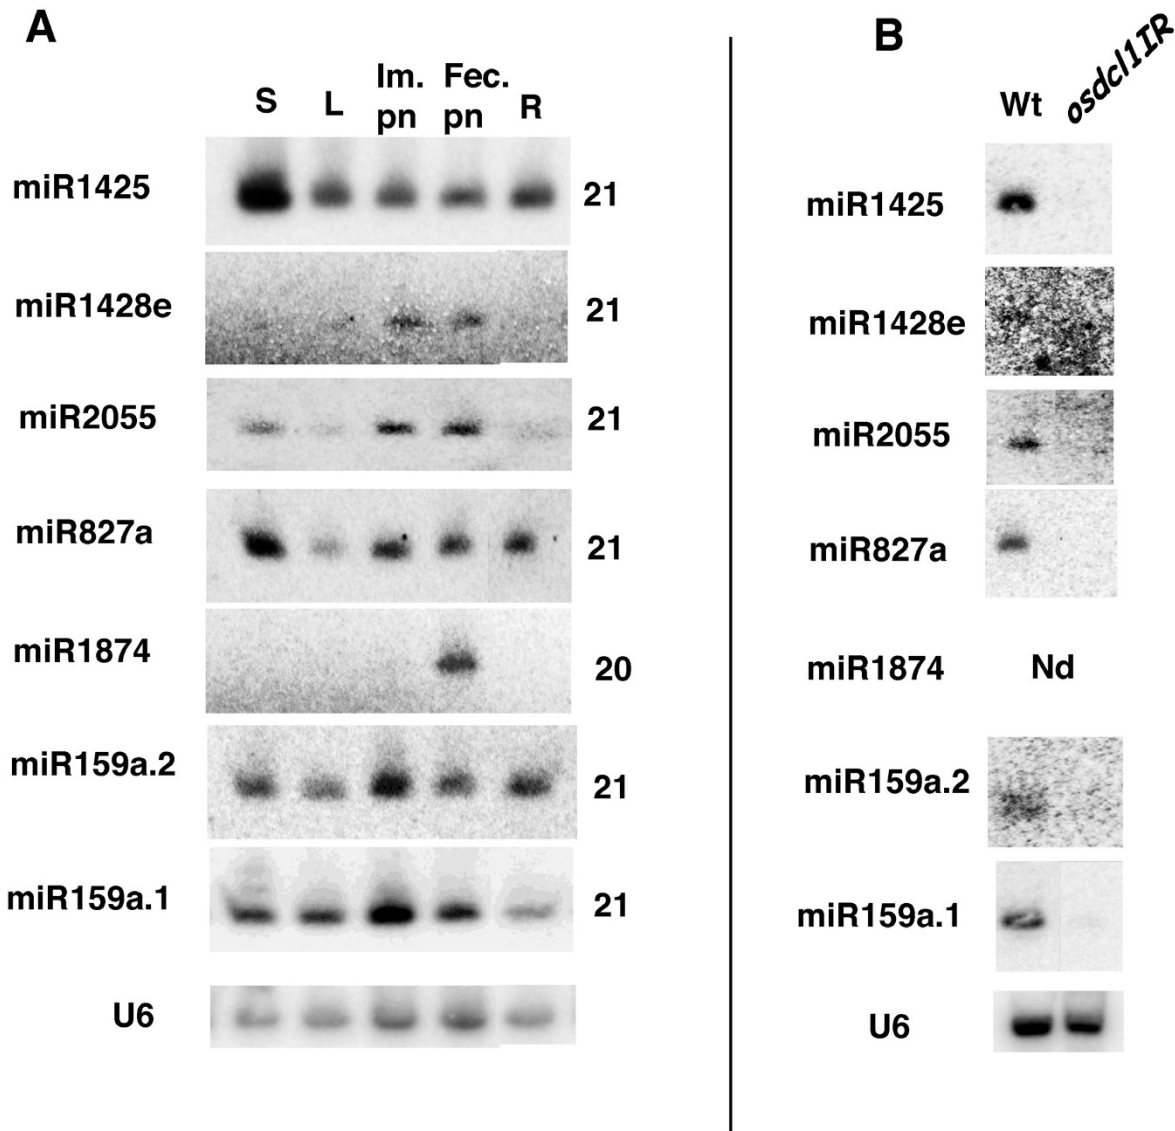 A
S L Im. pn Fec. pn R
miR1425 21
miR1428e 21
miR2055 21
miR827a 21
miR1874 20
miR159a.2 21
miR159a.1 21
U6
B
Wt osdcl1IR
miR1425
miR1428e
miR2055
miR827a
miR1874 Nd
miR159a.2
miR159a.1
U6